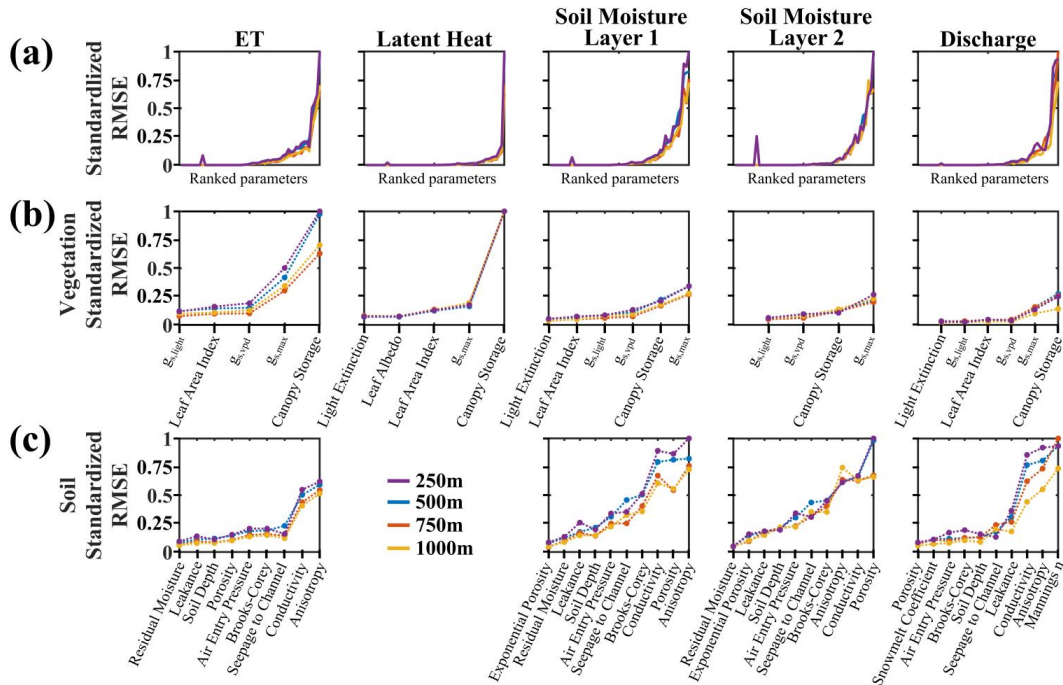 (a)
ET
Latent Heat
Soil Moisture
Layer 1
Soil Moisture
Layer 2
Discharge
Standardlized
RMSE
1
0.75
0.5
0.25
0
Ranked parameters
Ranked parameters
Ranked parameters
Ranked parameters
Ranked parameters
(b)
Vegetation
Standardized
RMSE
1
0.75
0.5
0.25
0
gs,light
Leaf Area Index
gs,vpd
gs,max
Canopy Storage
Light Extinction
Leaf Albedo
Leaf Area Index
gs,max
Canopy Storage
Light Extinction
Leaf Area Index
gs,light
gs,vpd
Canopy Storage
gs,max
gs,light
gs,vpd
Canopy Storage
gs,max
Light Extinction
gs,light
Leaf Area Index
gs,vpd
gs,max
Canopy Storage
(c)
Soil
Standardized
RMSE
1
0.75
0.5
0.25
0
Residual Moisture
Leakance
Soil Depth
Porosity
Air Entry Pressure
Brooks-Corey
Seepage to Channel
Conductivity
Anisotropy
250m
500m
750m
1000m
Exponential Porosity
Residual Moisture
Leakance
Soil Depth
Air Entry Pressure
Seepage to Channel
Brooks-Corey
Conductivity
Porosity
Anisotropy
Residual Moisture
Exponential Porosity
Leakance
Soil Depth
Air Entry Pressure
Seepage to Channel
Brooks-Corey
Anisotropy
Conductivity
Porosity
Porosity
Snowmelt Coefficient
Air Entry Pressure
Brooks-Corey
Soil Depth
Seepage to Channel
Leakance
Conductivity
Anisotropy
Mannings n